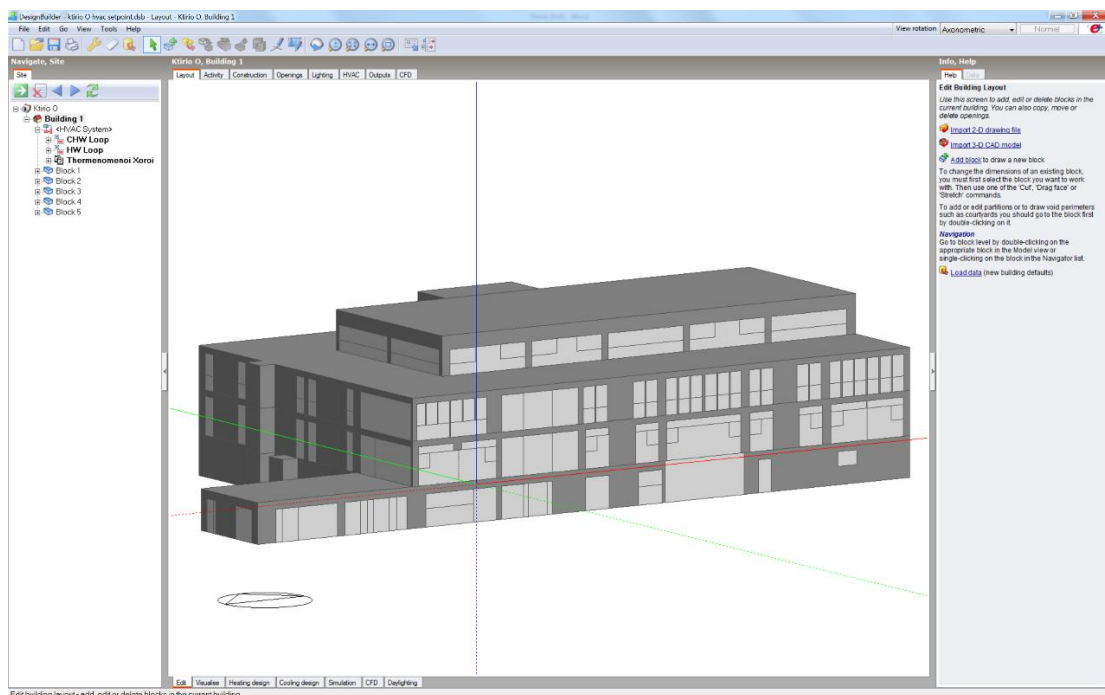 DesignBuilder - ktirio O hvac setpoint.dsb - Layout - Ktirio O, Building 1
File Edit Go View Tools Help
View rotation Axonometric Normal
Navigate, Site
Site
Ktirio O
Building 1
<HVAC System>
CHW Loop
HW Loop
Thermenomenoi Xoroi
Block 1
Block 2
Block 3
Block 4
Block 5
Ktirio O, Building 1
Layout Activity Construction Openings Lighting HVAC Outputs CFD
Edit Visualise Heating design Cooling design Simulation CFD Daylighting
Info, Help
Help Data
Edit Building Layout
Use this screen to add, edit or delete blocks in the
current building. You can also copy, move or
delete openings.
Import 2-D drawing file
Import 3-D CAD model
Add block to draw a new block
To change the dimensions of an existing block,
you must first select the block you want to work
with. Then use one of the 'Cut', 'Drag face' or
'Stretch' commands.
To add or edit partitions or to draw void perimeters
such as courtyards you should go to the block first
by double-clicking on it.
Navigation
Go to block level by double-clicking on the
appropriate block in the Model view or
single-clicking on the block in the Navigator list.
Load data (new building defaults)
Edit building layout - add, edit or delete blocks in the current building